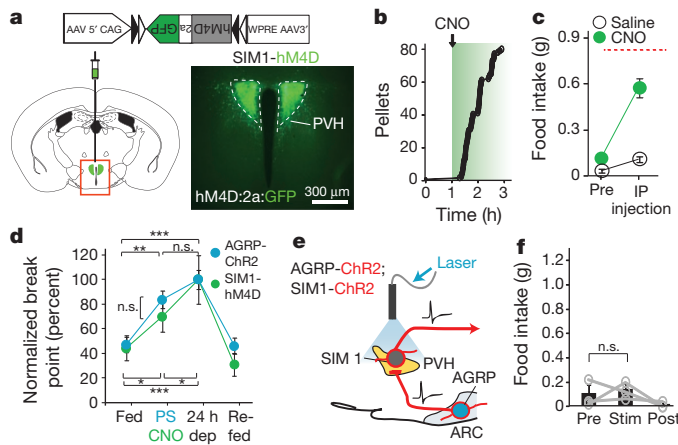 a
AAV 5′ CAG
GFP
2a
hM4D
WPRE AAV3′
SIM1-hM4D
PVH
hM4D:2a:GFP
300 μm
b
CNO
80
60
40
20
0
Pellets
0 1 2 3
Time (h)
c
Saline
CNO
0.9
0.6
0.3
0
Food intake (g)
Pre
IP
injection
d
***
**
n.s.
AGRP-
ChR2
SIM1-
hM4D
120
100
80
60
40
20
0
Normalized break
point (percent)
n.s.
*
*
***
Fed
PS
CNO
24 h
dep
Re-
fed
e
AGRP-ChR2;
SIM1-ChR2
Laser
SIM 1
PVH
AGRP
ARC
f
1.2
1.0
0.8
0.6
0.4
0.2
0
Food intake (g)
n.s.
Pre Stim Post